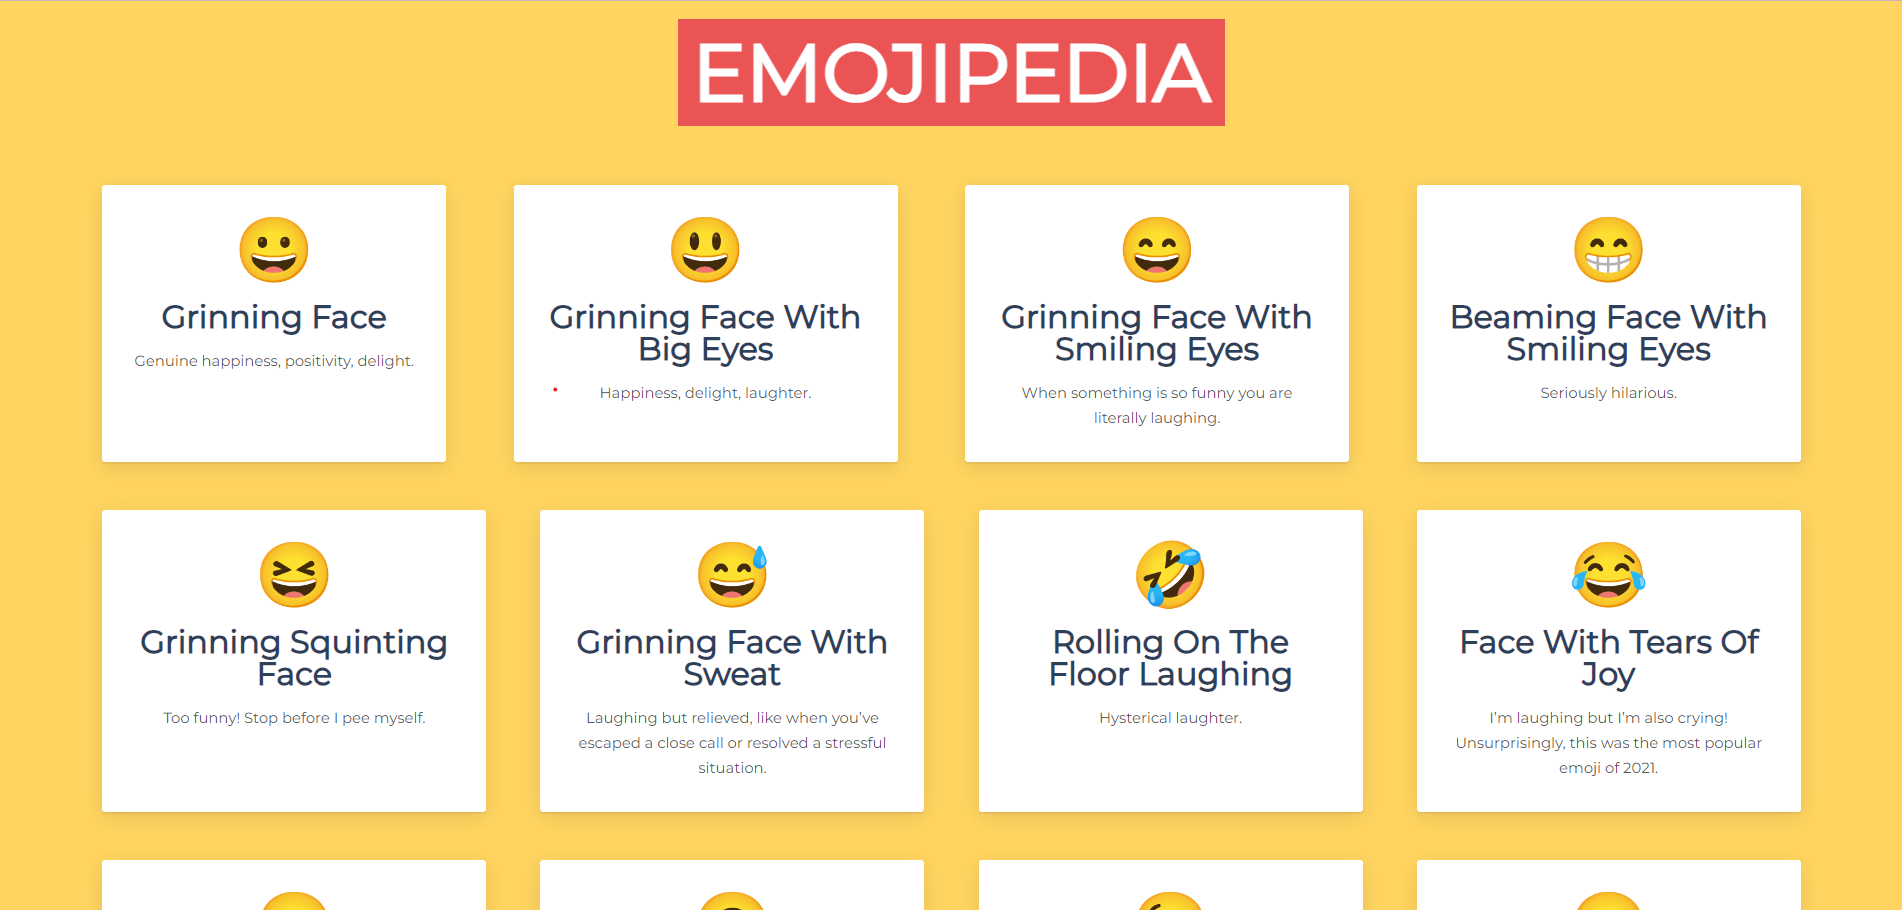 EMOJIPEDIA
Grinning Face
Genuine happiness, positivity, delight.
Grinning Face With
Big Eyes
Happiness, delight, laughter.
Grinning Face With
Smiling Eyes
When something is so funny you are
literally laughing.
Beaming Face With
Smiling Eyes
Seriously hilarious.
Grinning Squinting
Face
Too funny! Stop before I pee myself.
Grinning Face With
Sweat
Laughing but relieved, like when you’ve
escaped a close call or resolved a stressful
situation.
Rolling On The
Floor Laughing
Hysterical laughter.
Face With Tears Of
Joy
I’m laughing but I’m also crying!
Unsurprisingly, this was the most popular
emoji of 2021.